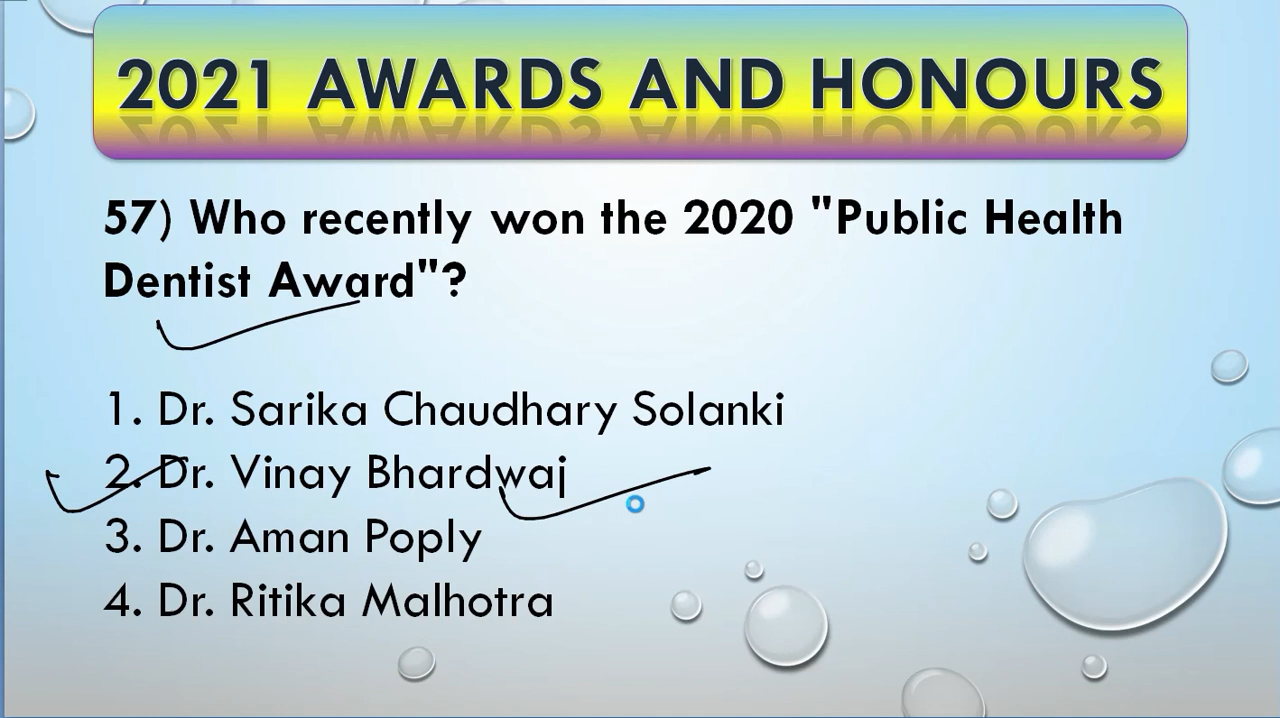 2021 AWARDS AND HONOURS
57) Who recently won the 2020 "Public Health
Dentist Award"?
1. Dr. Sarika Chaudhary Solanki
2. Dr. Vinay Bhardwaj
3. Dr. Aman Poply
4. Dr. Ritika Malhotra